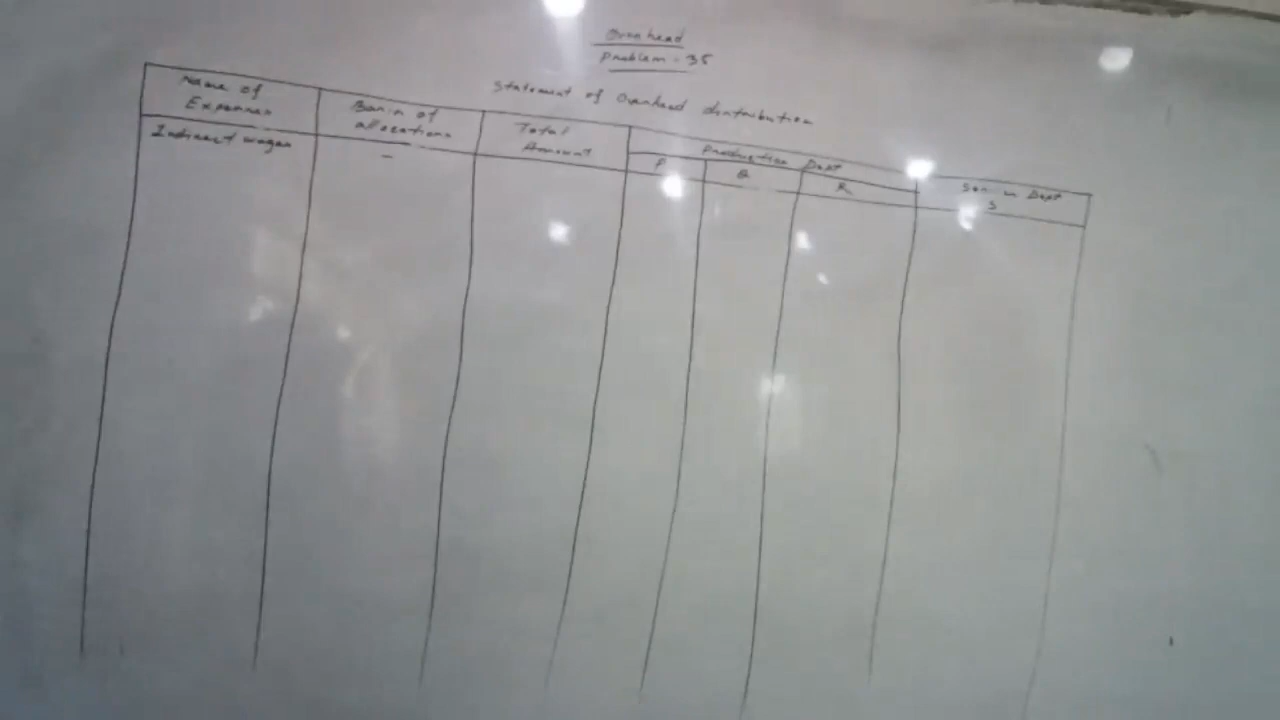 Overhead
Problem - 35
Statement of Overhead distribution
Name of
Expenses
Basis of
allocations
Total
Amount
Production Dept
P
Q
R
Service Dept
S
Indirect wages
-